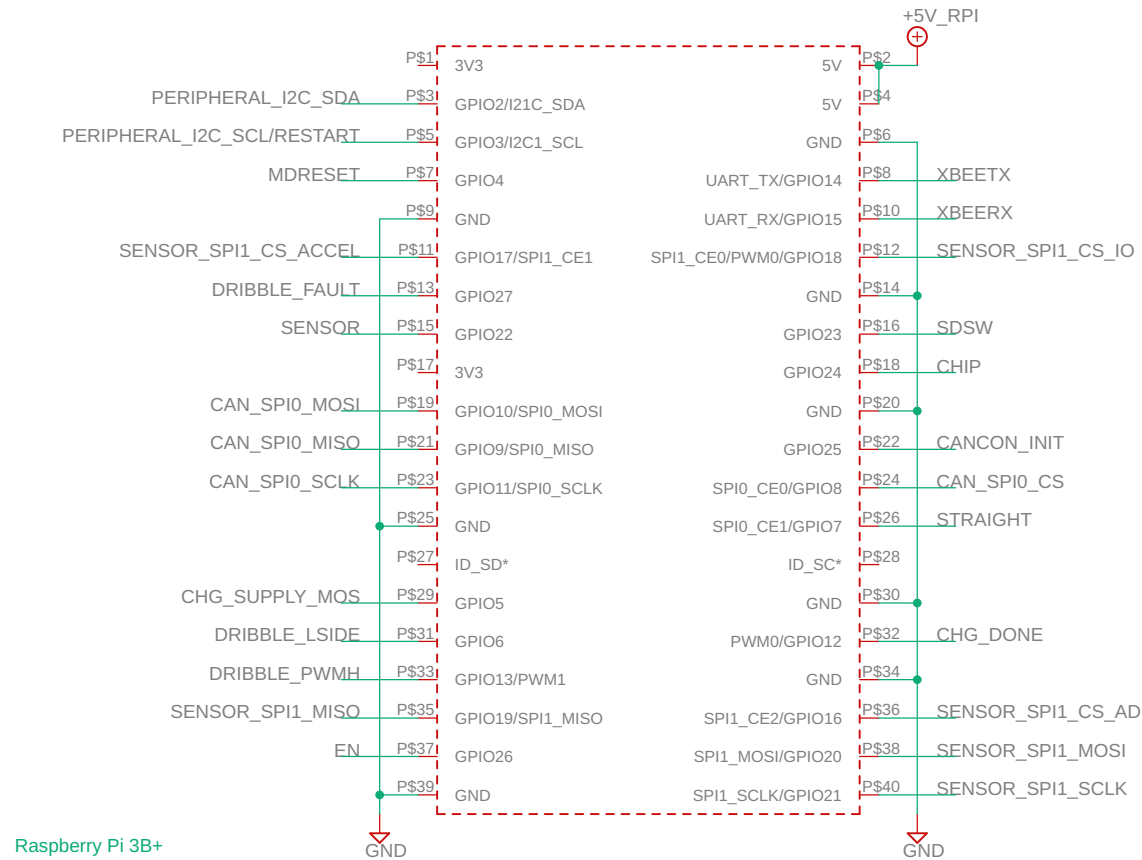 +5V_RPI
P$1 3V3 5V P$2
PERIPHERAL_I2C_SDA P$3 GPIO2/I21C_SDA 5V P$4
PERIPHERAL_I2C_SCL/RESTART P$5 GPIO3/I2C1_SCL GND P$6
MDRESET P$7 GPIO4 UART_TX/GPIO14 P$8 XBEETX
P$9 GND UART_RX/GPIO15 P$10 XBEERX
SENSOR_SPI1_CS_ACCEL P$11 GPIO17/SPI1_CE1 SPI1_CE0/PWM0/GPIO18 P$12 SENSOR_SPI1_CS_IO
DRIBBLE_FAULT P$13 GPIO27 GND P$14
SENSOR P$15 GPIO22 GPIO23 P$16 SDSW
P$17 3V3 GPIO24 P$18 CHIP
CAN_SPI0_MOSI P$19 GPIO10/SPI0_MOSI GND P$20
CAN_SPI0_MISO P$21 GPIO9/SPI0_MISO GPIO25 P$22 CANCON_INIT
CAN_SPI0_SCLK P$23 GPIO11/SPI0_SCLK SPI0_CE0/GPIO8 P$24 CAN_SPI0_CS
P$25 GND SPI0_CE1/GPIO7 P$26 STRAIGHT
P$27 ID_SD* ID_SC* P$28
CHG_SUPPLY_MOS P$29 GPIO5 GND P$30
DRIBBLE_LSIDE P$31 GPIO6 PWM0/GPIO12 P$32 CHG_DONE
DRIBBLE_PWMH P$33 GPIO13/PWM1 GND P$34
SENSOR_SPI1_MISO P$35 GPIO19/SPI1_MISO SPI1_CE2/GPIO16 P$36 SENSOR_SPI1_CS_AD
EN P$37 GPIO26 SPI1_MOSI/GPIO20 P$38 SENSOR_SPI1_MOSI
P$39 GND SPI1_SCLK/GPIO21 P$40 SENSOR_SPI1_SCLK
Raspberry Pi 3B+ GND GND